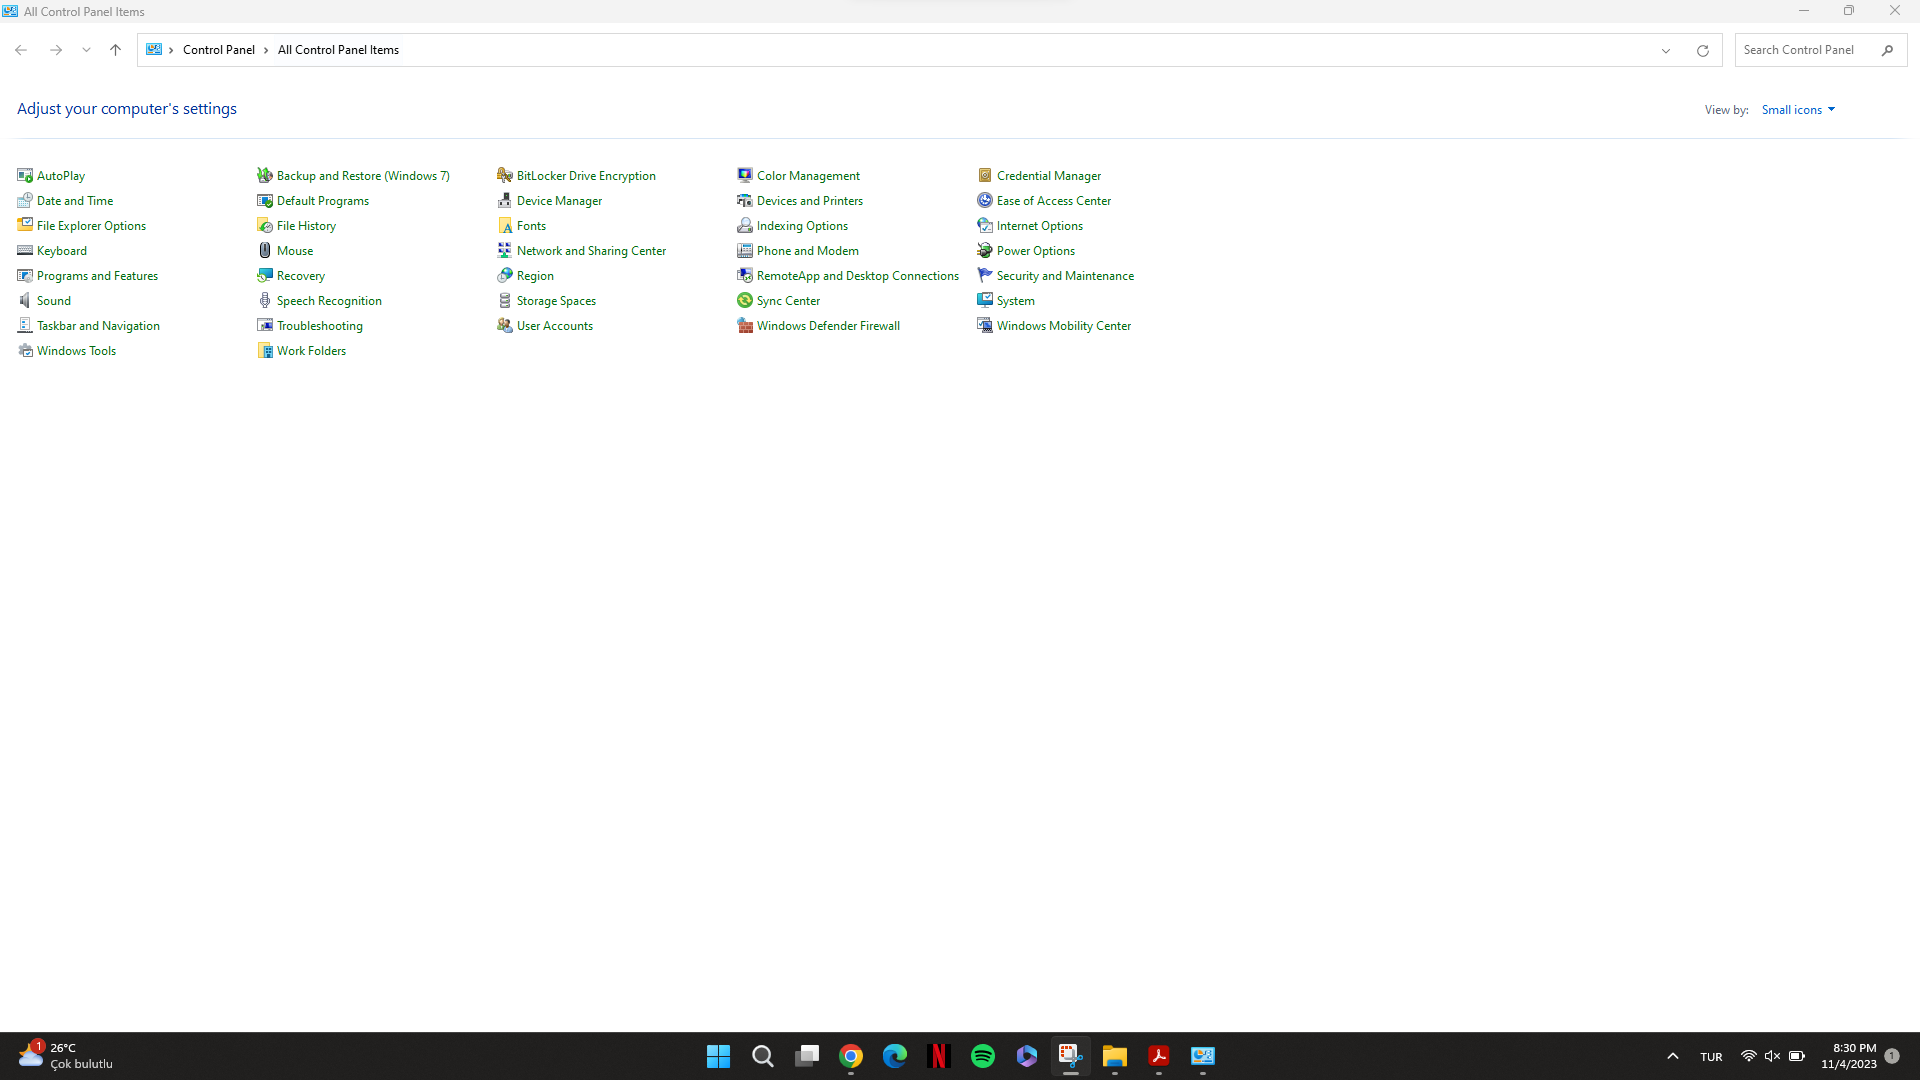 All Control Panel Items
Control Panel > All Control Panel Items
Search Control Panel
Adjust your computer's settings
View by: Small icons
AutoPlay
Backup and Restore (Windows 7)
BitLocker Drive Encryption
Color Management
Credential Manager
Date and Time
Default Programs
Device Manager
Devices and Printers
Ease of Access Center
File Explorer Options
File History
Fonts
Indexing Options
Internet Options
Keyboard
Mouse
Network and Sharing Center
Phone and Modem
Power Options
Programs and Features
Recovery
Region
RemoteApp and Desktop Connections
Security and Maintenance
Sound
Speech Recognition
Storage Spaces
Sync Center
System
Taskbar and Navigation
Troubleshooting
User Accounts
Windows Defender Firewall
Windows Mobility Center
Windows Tools
Work Folders
1
26°C
Çok bulutlu
TUR
8:30 PM
11/4/2023
1